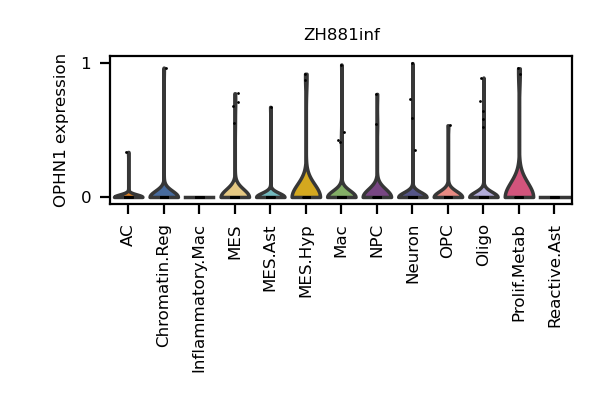 ZH881inf
OPHN1 expression
1
0
AC
Chromatin.Reg
Inflammatory.Mac
MES
MES.Ast
MES.Hyp
Mac
NPC
Neuron
OPC
Oligo
Prolif.Metab
Reactive.Ast